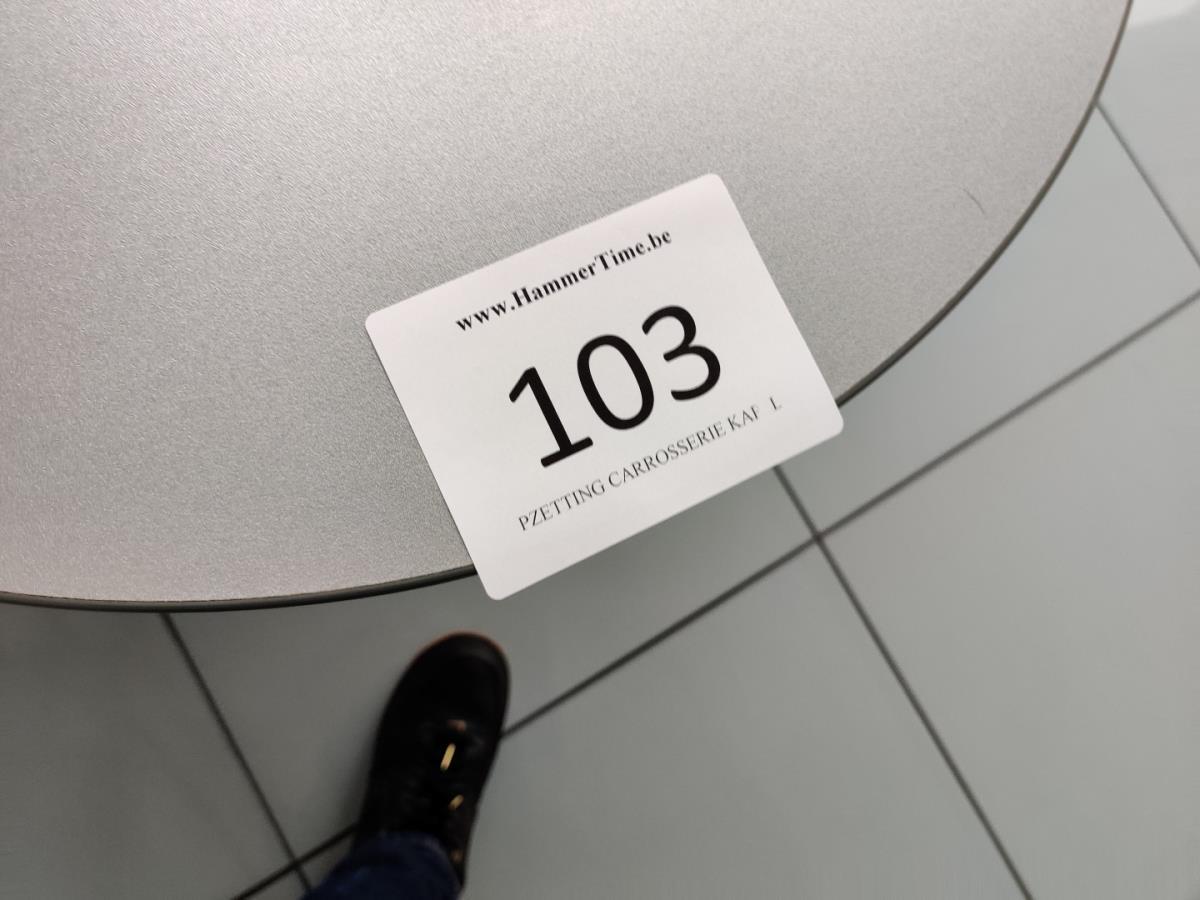 www.HammerTime.be
103
PZETTING CARROSSERIE